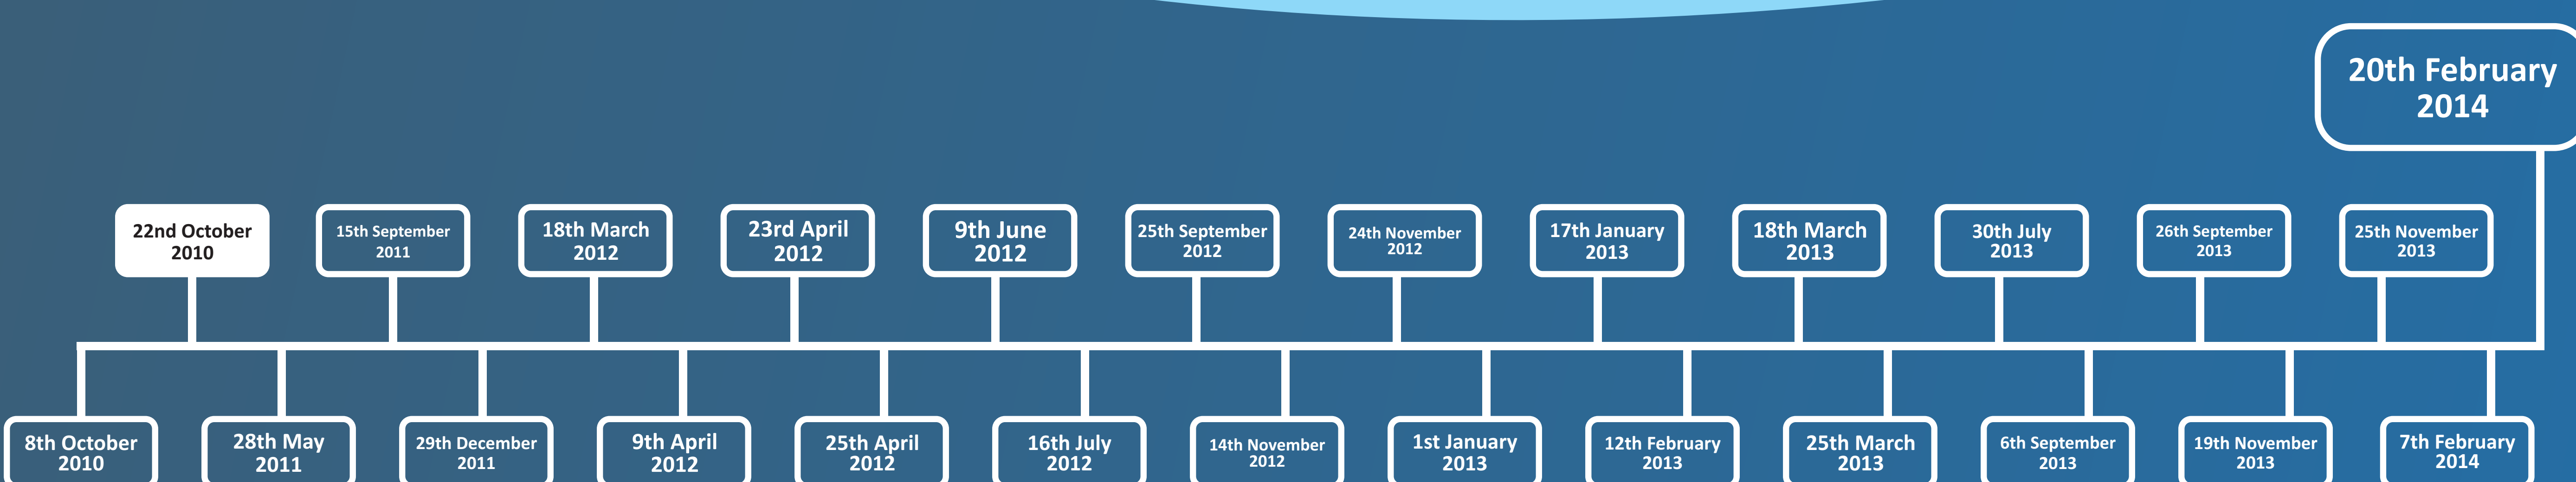 20th February
2014
22nd October
2010
15th September
2011
18th March
2012
23rd April
2012
9th June
2012
25th September
2012
24th November
2012
17th January
2013
18th March
2013
30th July
2013
26th September
2013
25th November
2013
8th October
2010
28th May
2011
29th December
2011
9th April
2012
25th April
2012
16th July
2012
14th November
2012
1st January
2013
12th February
2013
25th March
2013
6th September
2013
19th November
2013
7th February
2014